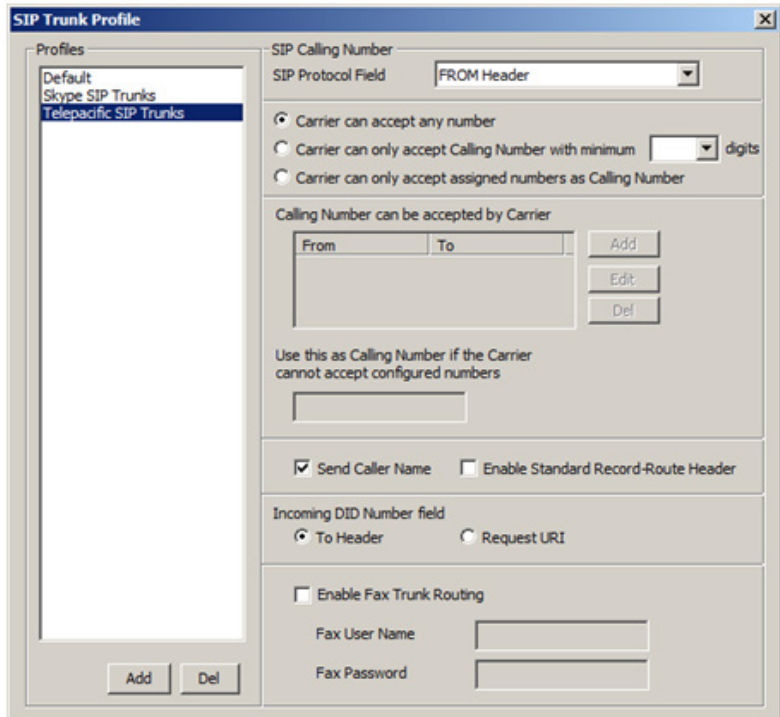 SIP Trunk Profile
Profiles
Default
Skype SIP Trunks
Telepacific SIP Trunks
Add
Del
SIP Calling Number
SIP Protocol Field
FROM Header
Carrier can accept any number
Carrier can only accept Calling Number with minimum
digits
Carrier can only accept assigned numbers as Calling Number
Calling Number can be accepted by Carrier
From
To
Add
Edit
Del
Use this as Calling Number if the Carrier
cannot accept configured numbers
Send Caller Name
Enable Standard Record-Route Header
Incoming DID Number field
To Header
Request URI
Enable Fax Trunk Routing
Fax User Name
Fax Password